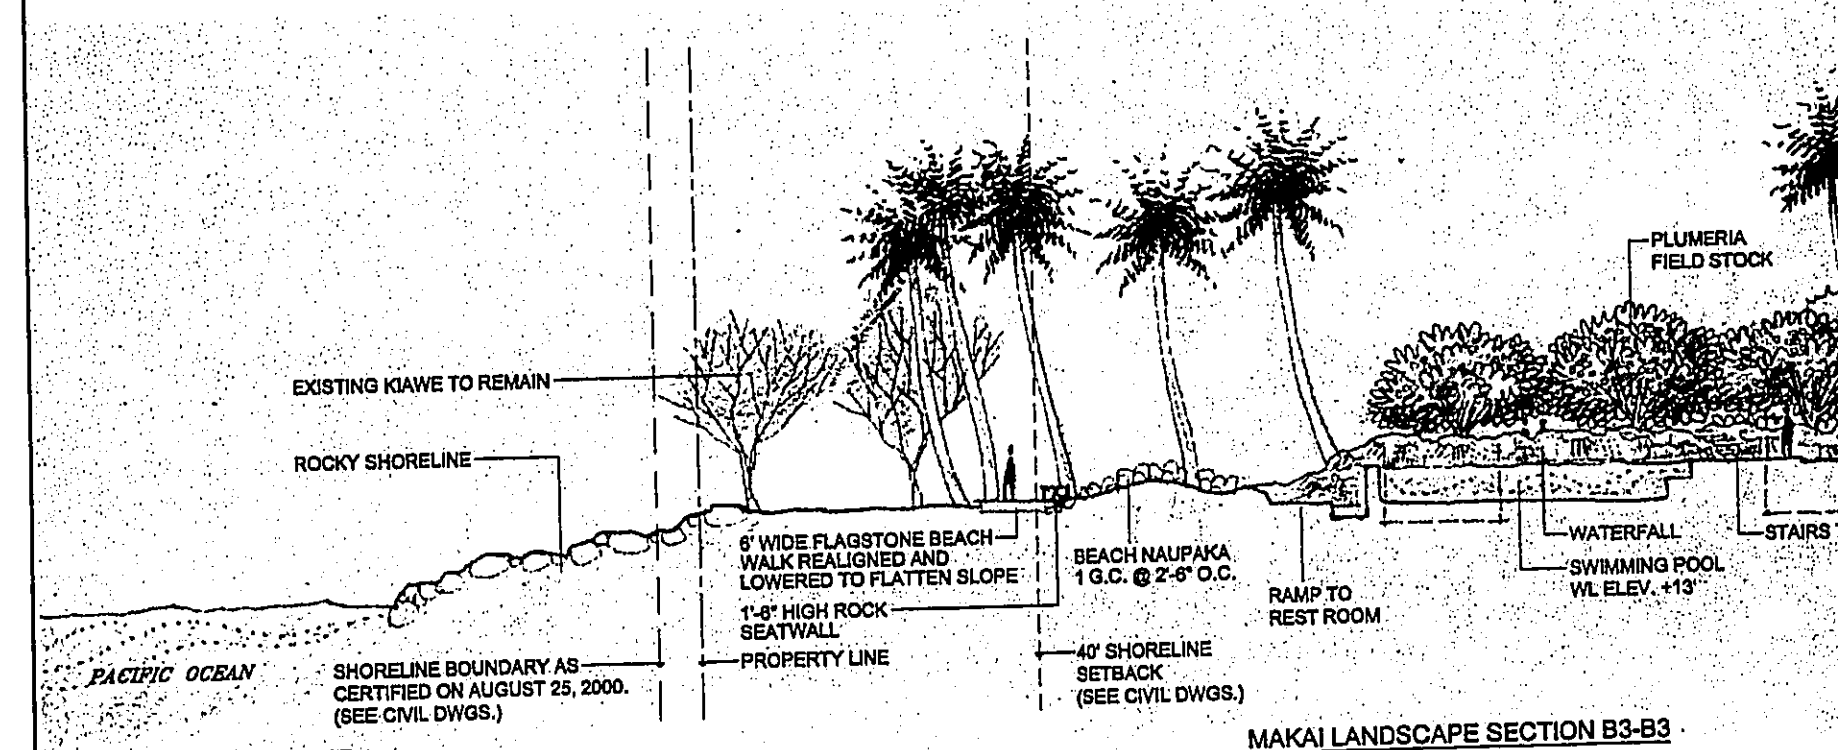 PLUMERIA
FIELD STOCK
EXISTING KIAWE TO REMAIN
ROCKY SHORELINE
6' WIDE FLAGSTONE BEACH
WALK REALIGNED AND
LOWERED TO FLATTEN SLOPE
1'-6" HIGH ROCK
SEATWALL
PROPERTY LINE
BEACH NAUPAKA
1 G.C. @ 2'-6" O.C.
RAMP TO
REST ROOM
WATERFALL
STAIRS
SWIMMING POOL
WL ELEV. +13'
PACIFIC OCEAN
SHORELINE BOUNDARY AS
CERTIFIED ON AUGUST 25, 2000.
(SEE CIVIL DWGS.)
40' SHORELINE
SETBACK
(SEE CIVIL DWGS.)
MAKAI LANDSCAPE SECTION B3-B3